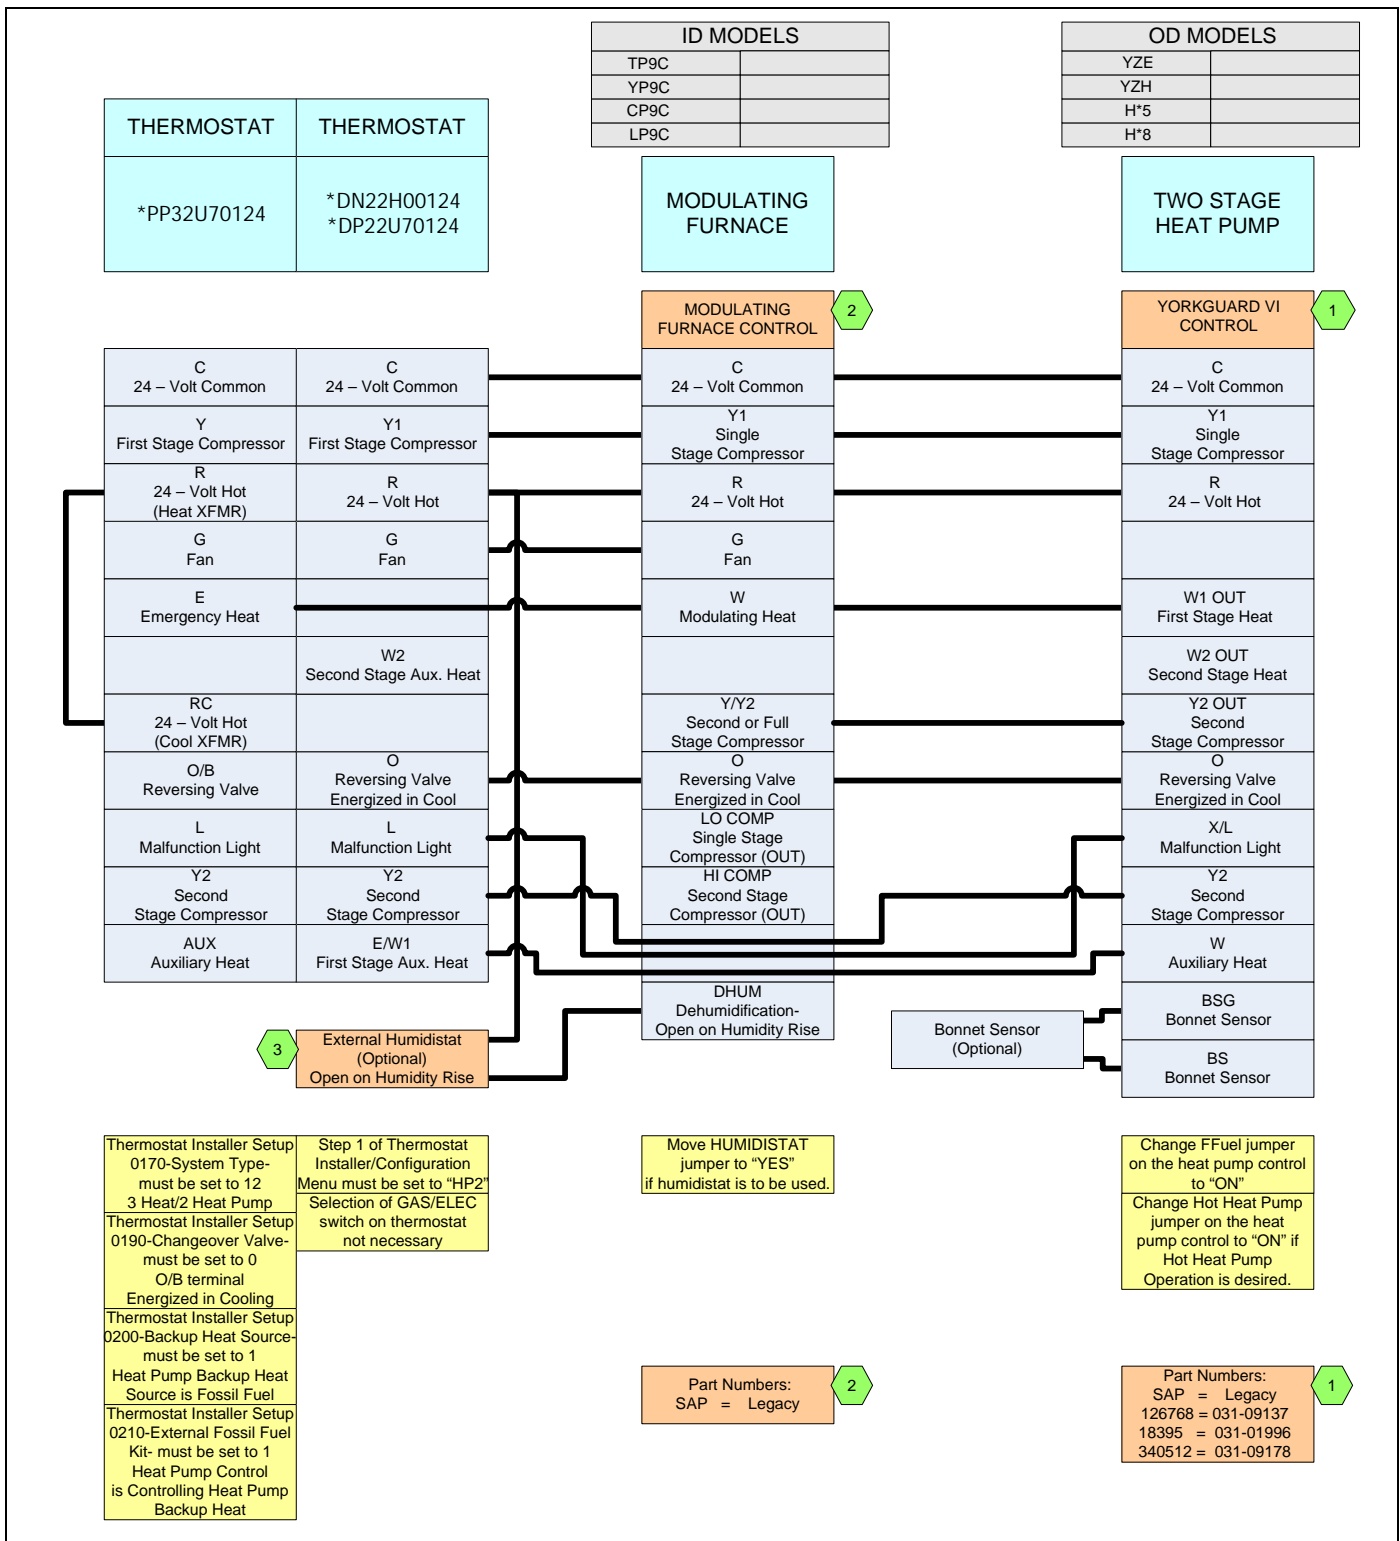 ID MODELS
TP9C
YP9C
CP9C
LP9C
OD MODELS
YZE
YZH
H*5
H*8
THERMOSTAT
THERMOSTAT
*PP32U70124
*DN22H00124
*DP22U70124
MODULATING
FURNACE
TWO STAGE
HEAT PUMP
MODULATING
FURNACE CONTROL
2
YORKGUARD VI
CONTROL
1
C
24 – Volt Common
C
24 – Volt Common
C
24 – Volt Common
C
24 – Volt Common
Y
First Stage Compressor
Y1
First Stage Compressor
Y1
Single
Stage Compressor
Y1
Single
Stage Compressor
R
24 – Volt Hot
(Heat XFMR)
R
24 – Volt Hot
R
24 – Volt Hot
R
24 – Volt Hot
G
Fan
G
Fan
G
Fan
E
Emergency Heat
W
Modulating Heat
W1 OUT
First Stage Heat
W2
Second Stage Aux. Heat
W2 OUT
Second Stage Heat
RC
24 – Volt Hot
(Cool XFMR)
Y/Y2
Second or Full
Stage Compressor
Y2 OUT
Second
Stage Compressor
O/B
Reversing Valve
O
Reversing Valve
Energized in Cool
O
Reversing Valve
Energized in Cool
O
Reversing Valve
Energized in Cool
L
Malfunction Light
L
Malfunction Light
LO COMP
Single Stage
Compressor (OUT)
X/L
Malfunction Light
Y2
Second
Stage Compressor
Y2
Second
Stage Compressor
HI COMP
Second Stage
Compressor (OUT)
Y2
Second
Stage Compressor
AUX
Auxiliary Heat
E/W1
First Stage Aux. Heat
W
Auxiliary Heat
DHUM
Dehumidification-
Open on Humidity Rise
BSG
Bonnet Sensor
3
External Humidistat
(Optional)
Open on Humidity Rise
Bonnet Sensor
(Optional)
BS
Bonnet Sensor
Thermostat Installer Setup
0170-System Type-
must be set to 12
3 Heat/2 Heat Pump
Thermostat Installer Setup
0190-Changeover Valve-
must be set to 0
O/B terminal
Energized in Cooling
Thermostat Installer Setup
0200-Backup Heat Source-
must be set to 1
Heat Pump Backup Heat
Source is Fossil Fuel
Thermostat Installer Setup
0210-External Fossil Fuel
Kit- must be set to 1
Heat Pump Control
is Controlling Heat Pump
Backup Heat
Step 1 of Thermostat
Installer/Configuration
Menu must be set to “HP2”
Selection of GAS/ELEC
switch on thermostat
not necessary
Move HUMIDISTAT
jumper to “YES”
if humidistat is to be used.
Change FFuel jumper
on the heat pump control
to “ON”
Change Hot Heat Pump
jumper on the heat
pump control to “ON” if
Hot Heat Pump
Operation is desired.
Part Numbers:
SAP = Legacy
2
Part Numbers:
SAP = Legacy
126768 = 031-09137
18395 = 031-01996
340512 = 031-09178
1